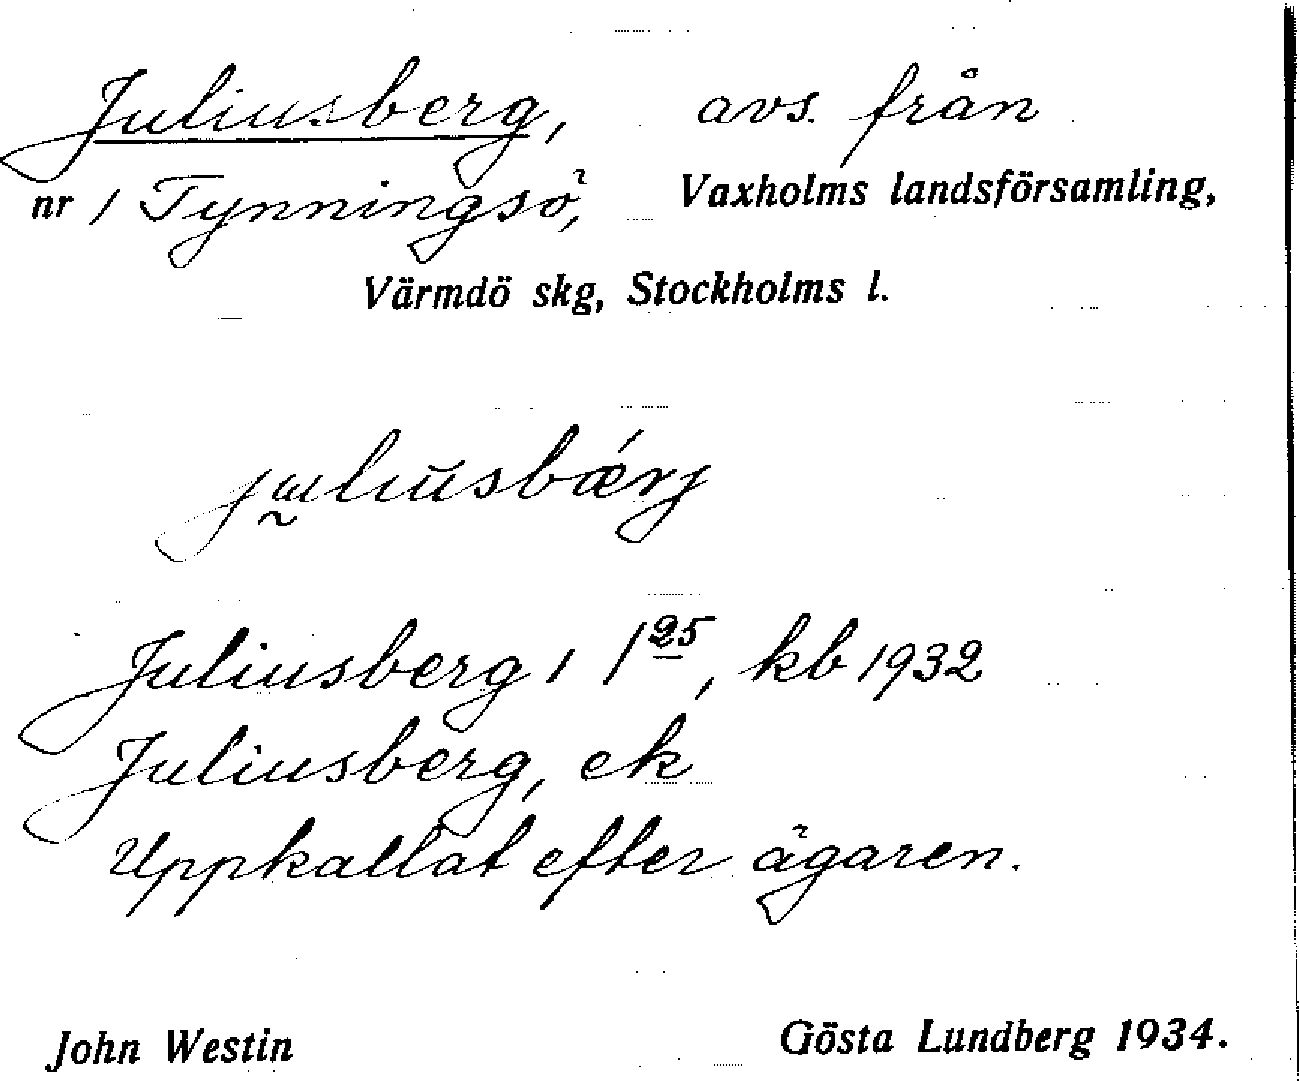 Juliusberg, avs. från
nr 1 Tynningsö, Vaxholms landsförsamling,
Värmdö skg, Stockholms l.
Juliusberg 1 1 25, kb 1932
Juliusberg, ek
Uppkallat efter ägaren.
John Westin Gösta Lundberg 1934.